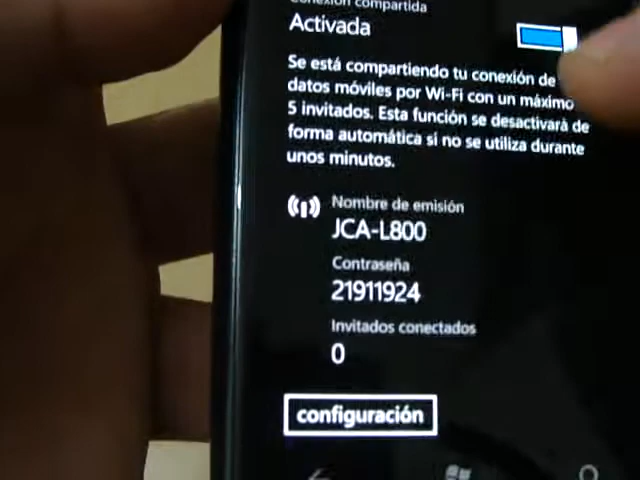 Conexión compartida
Activada
Se está compartiendo tu conexión de
datos móviles por Wi-Fi con un máximo
5 invitados. Esta función se desactivará de
forma automática si no se utiliza durante
unos minutos.
Nombre de emisión
JCA-L800
Contraseña
21911924
Invitados conectados
0
configuración